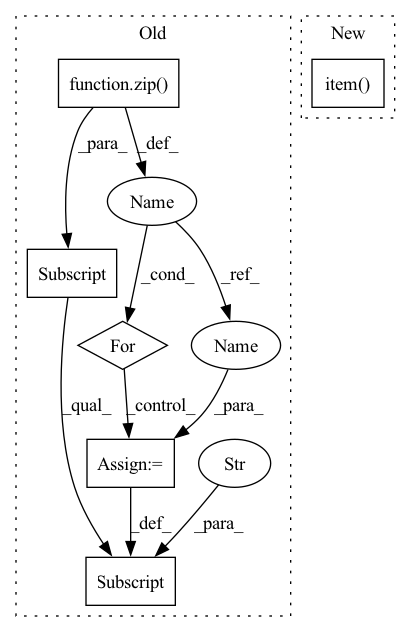 Old
New
function.zip()
item()
_para_
_def_
Name
Subscript
_cond_
_ref_
For
Name
_qual_
_control_
_para_
Assign:=
Str
_def_
_para_
Subscript